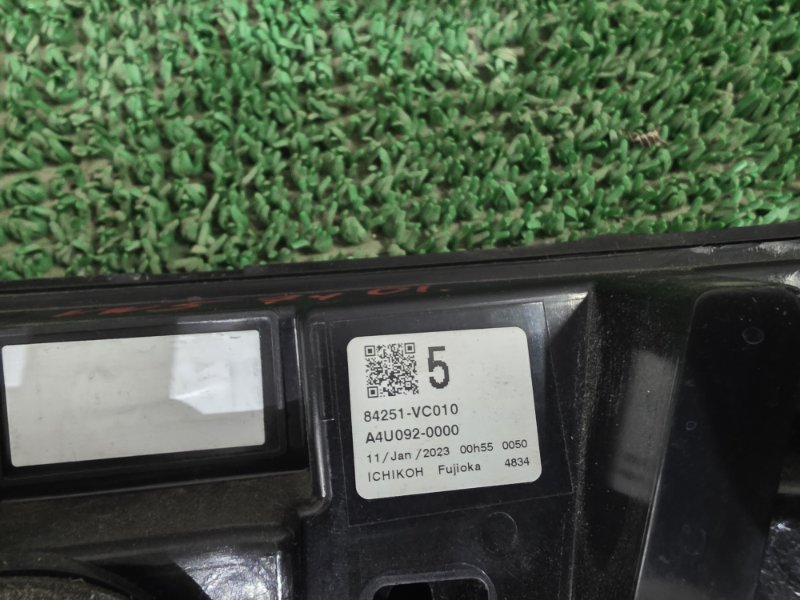 5
84251-VC010
A4U092-0000
11/Jan/2023 00h55 0050
ICHIKOH Fujioka 4834